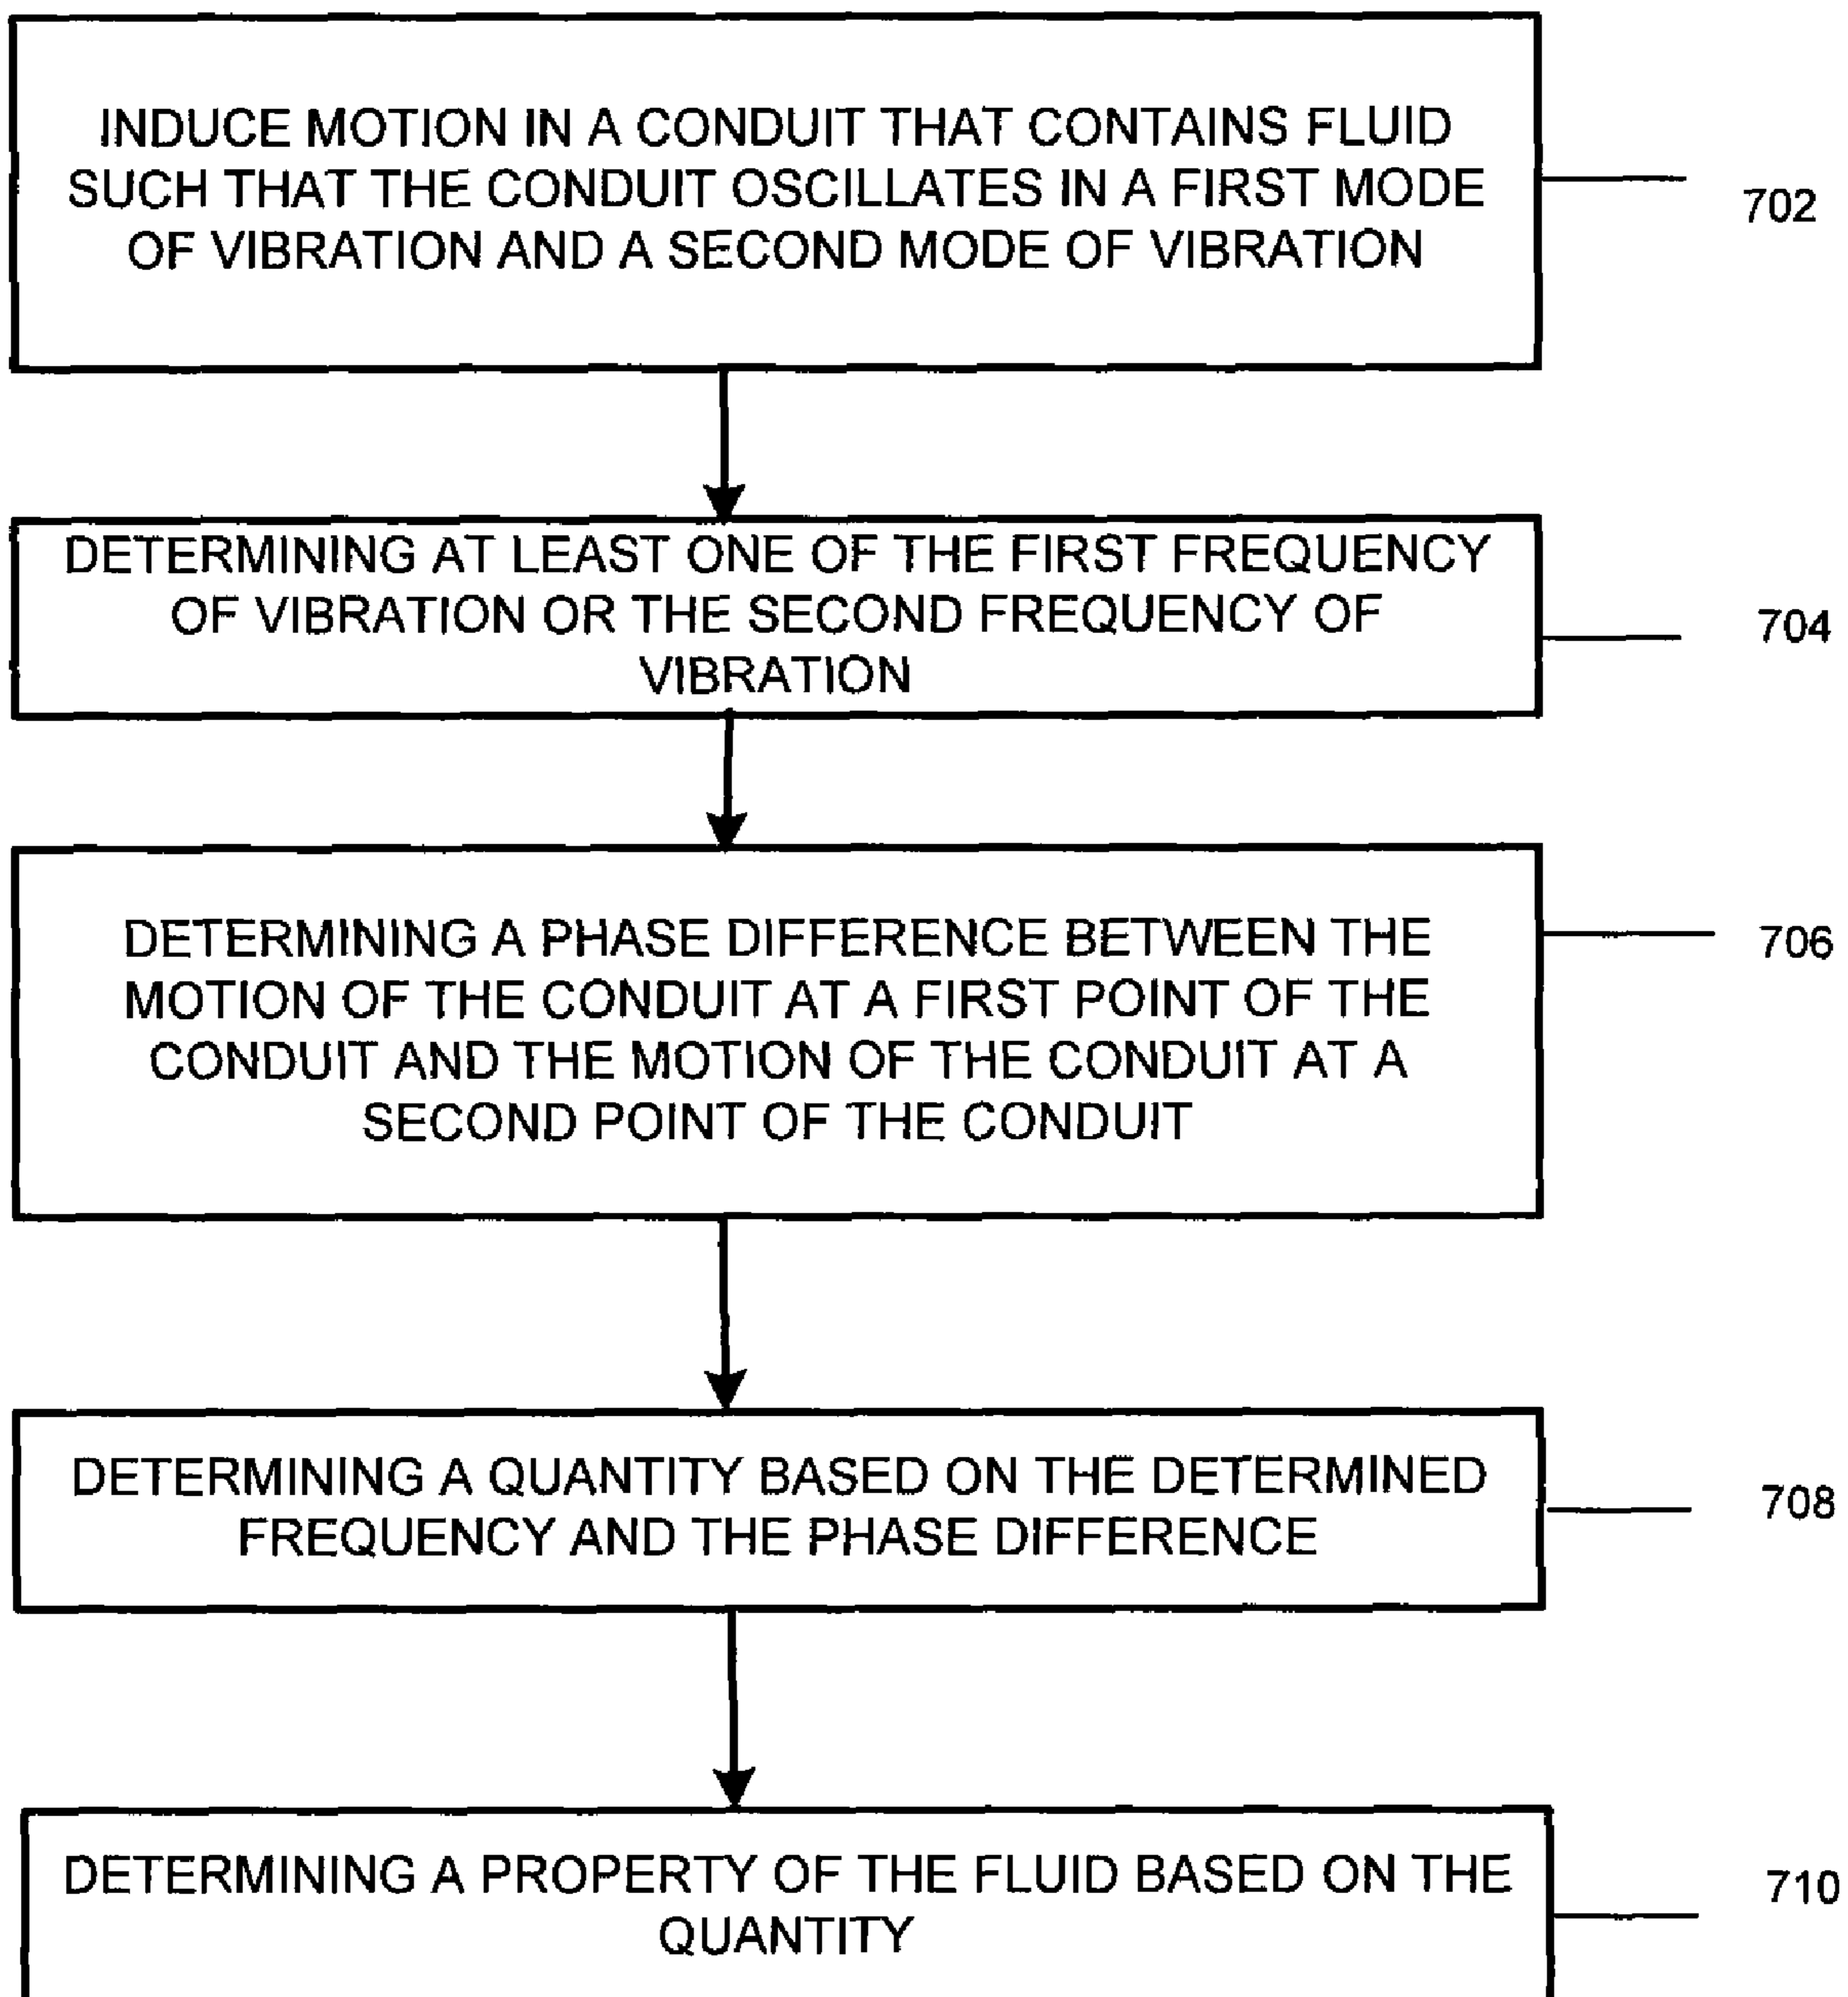 INDUCE MOTION IN A CONDUIT THAT CONTAINS FLUID
SUCH THAT THE CONDUIT OSCILLATES IN A FIRST MODE
OF VIBRATION AND A SECOND MODE OF VIBRATION
702
DETERMINING AT LEAST ONE OF THE FIRST FREQUENCY
OF VIBRATION OR THE SECOND FREQUENCY OF
VIBRATION
704
DETERMINING A PHASE DIFFERENCE BETWEEN THE
MOTION OF THE CONDUIT AT A FIRST POINT OF THE
CONDUIT AND THE MOTION OF THE CONDUIT AT A
SECOND POINT OF THE CONDUIT
706
DETERMINING A QUANTITY BASED ON THE DETERMINED
FREQUENCY AND THE PHASE DIFFERENCE
708
DETERMINING A PROPERTY OF THE FLUID BASED ON THE
QUANTITY
710